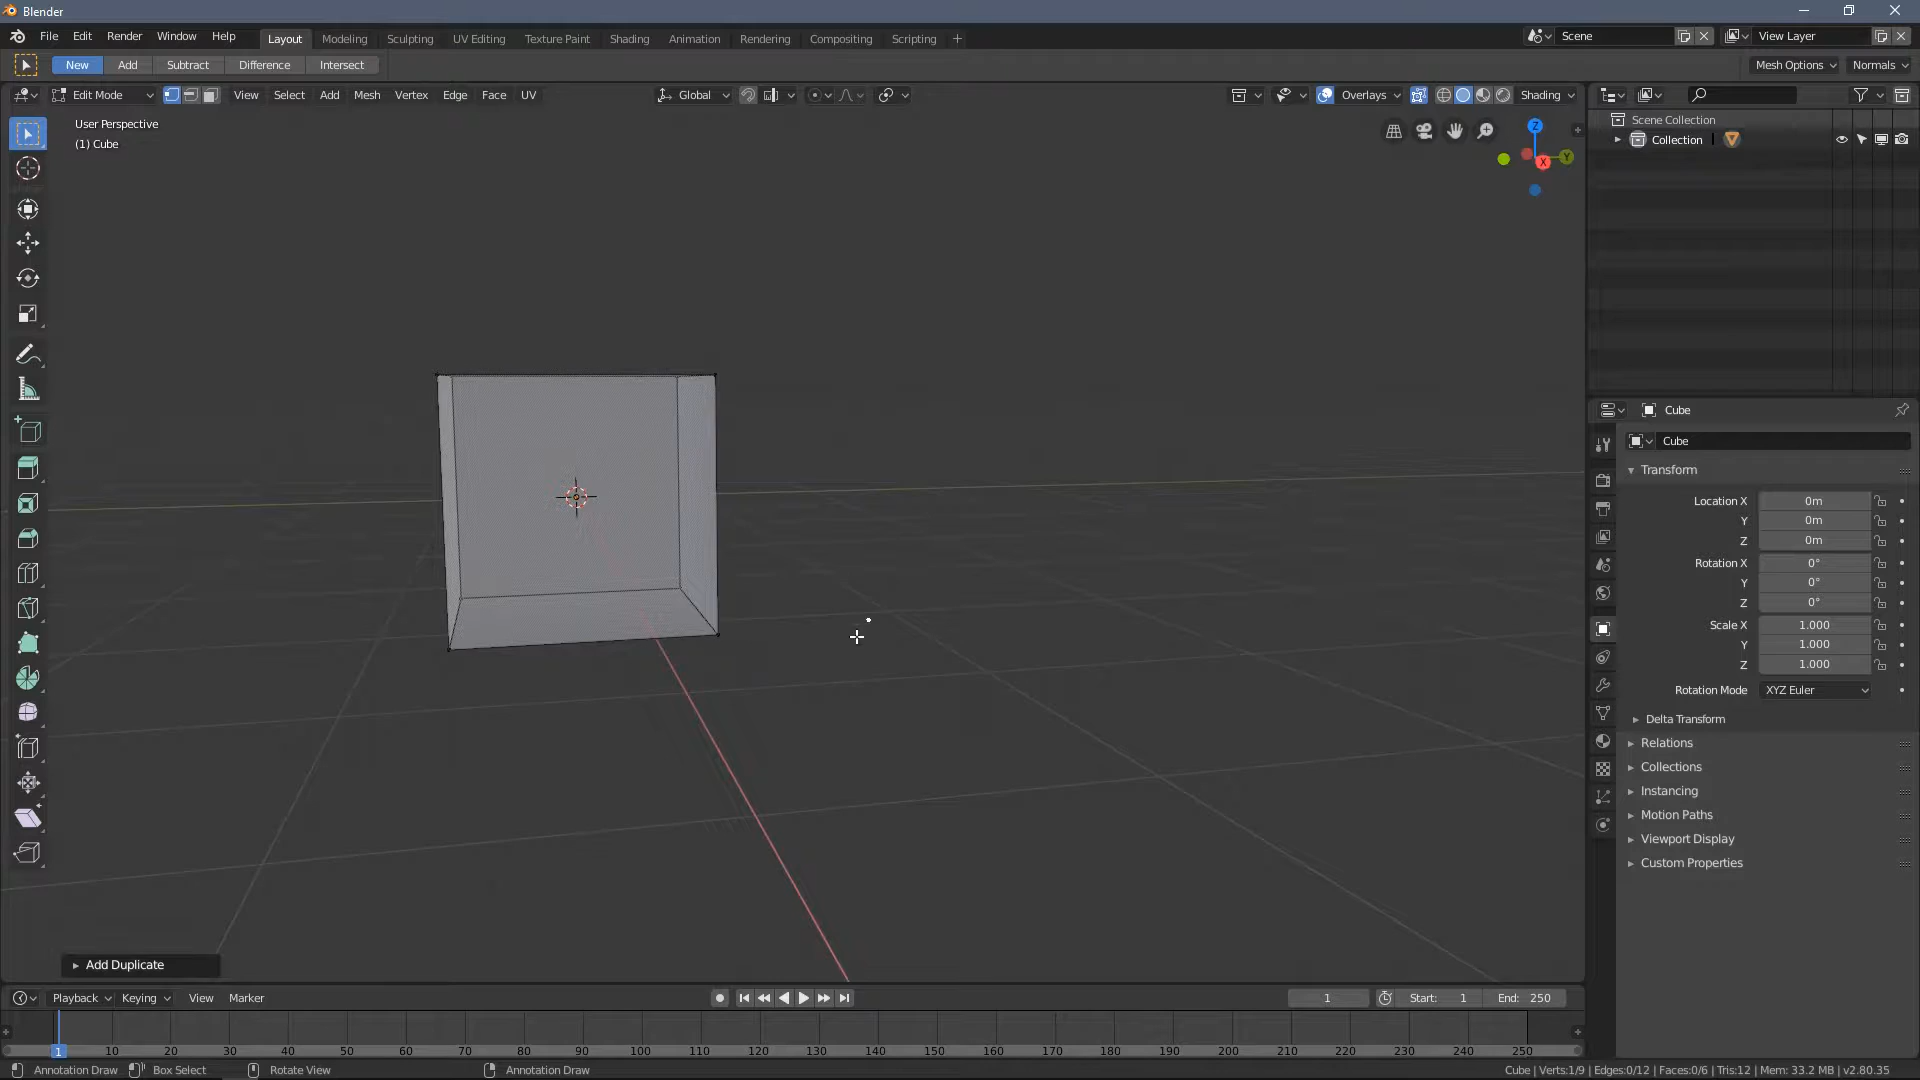 Blender
File Edit Render Window Help Layout Modeling Sculpting UV Editing Texture Paint Shading Animation Rendering Compositing Scripting + Scene View Layer
New Add Subtract Difference Intersect Mesh Options Normals
Edit Mode View Select Add Mesh Vertex Edge Face UV Global Overlays Shading
User Perspective
(1) Cube
Z
Y
X
Scene Collection
Collection
Cube
Cube
Transform
Location X 0m
Y 0m
Z 0m
Rotation X 0°
Y 0°
Z 0°
Scale X 1.000
Y 1.000
Z 1.000
Rotation Mode XYZ Euler
Delta Transform
Relations
Collections
Instancing
Motion Paths
Viewport Display
Custom Properties
Add Duplicate
Playback Keying View Marker 1 Start: 1 End: 250
1 10 20 30 40 50 60 70 80 90 100 110 120 130 140 150 160 170 180 190 200 210 220 230 240 250
Annotation Draw Box Select Rotate View Annotation Draw Cube | Verts:1/9 | Edges:0/12 | Faces:0/6 | Tris:12 | Mem: 33.2 MB | v2.80.35